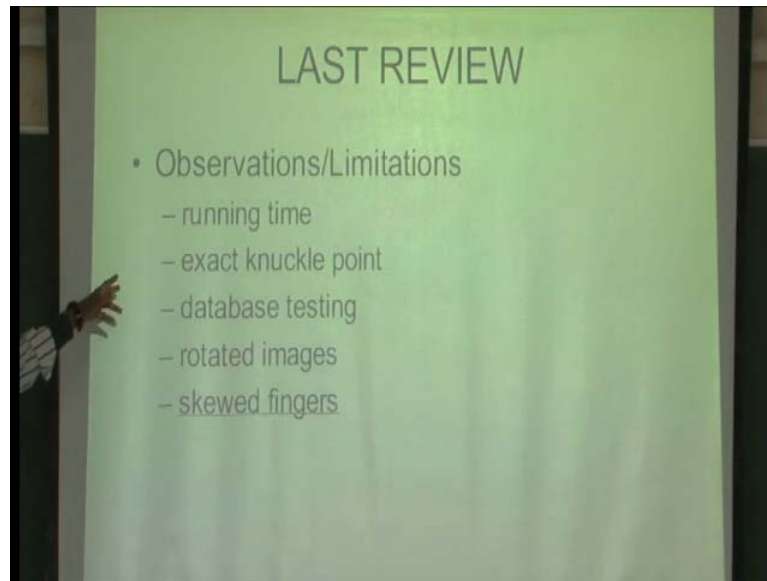 LAST REVIEW
• Observations/Limitations
– running time
– exact knuckle point
– database testing
– rotated images
– skewed fingers